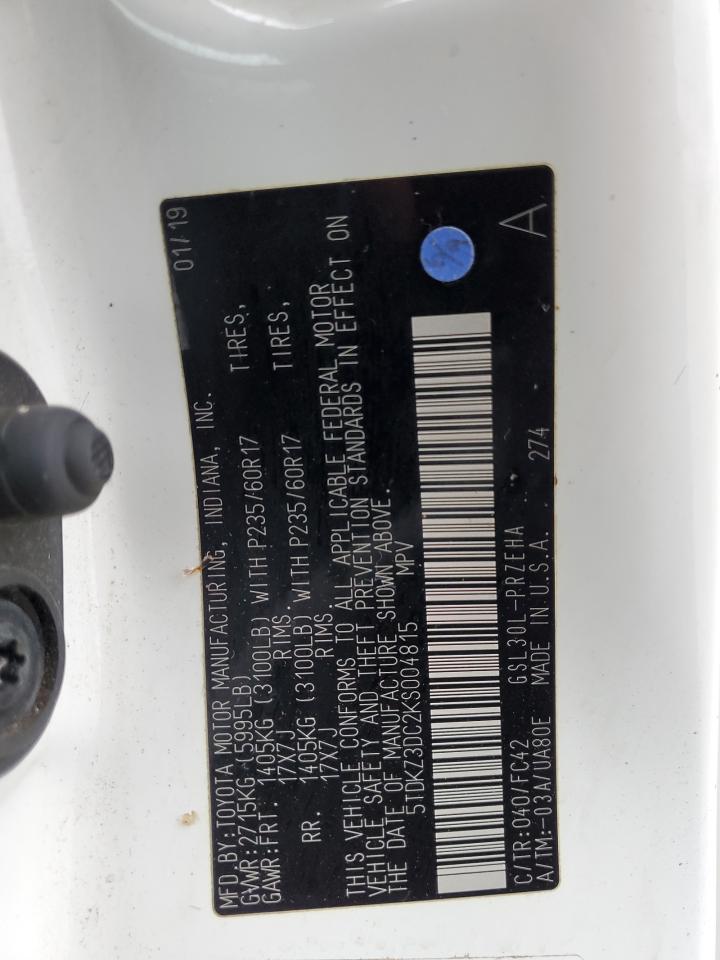 MFD.BY:TOYOTA MOTOR MANUFACTURING, INDIANA, INC. 01/19
GVWR:2715KG (5995LB)
GAWR:FRT. 1405KG (3100LB) WITH P235/60R17 TIRES,
17X7J RIMS.
RR. 1405KG (3100LB) WITH P235/60R17 TIRES,
17X7J RIMS.
THIS VEHICLE CONFORMS TO ALL APPLICABLE FEDERAL MOTOR
VEHICLE SAFETY AND THEFT PREVENTION STANDARDS IN EFFECT ON
THE DATE OF MANUFACTURE SHOWN ABOVE.
5TDKZ3DC2KS004815 MPV
C/TR:040/FC42 GSL30L-PRZEHA 274 A
A/TM:-03A/UA80E MADE IN U.S.A.